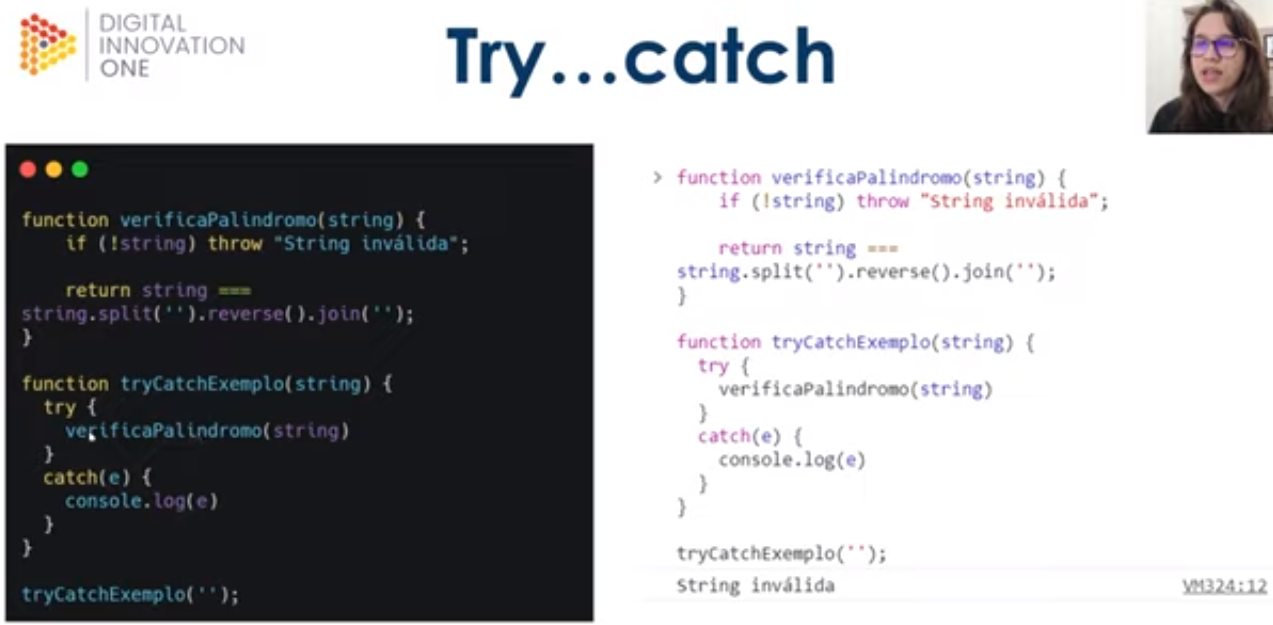 DIGITAL
INNOVATION
ONE
Try...catch
function verificaPalindromo(string) {
    if (!string) throw "String inválida";
    return string ===
string.split('').reverse().join('');
}
function tryCatchExemplo(string) {
  try {
    verificaPalindromo(string)
  }
  catch(e) {
    console.log(e)
  }
}
tryCatchExemplo('');
> function verificaPalindromo(string) {
    if (!string) throw "String inválida";
    return string ===
string.split('').reverse().join('');
}
function tryCatchExemplo(string) {
  try {
    verificaPalindromo(string)
  }
  catch(e) {
    console.log(e)
  }
}
tryCatchExemplo('');
String inválida
VM324:12